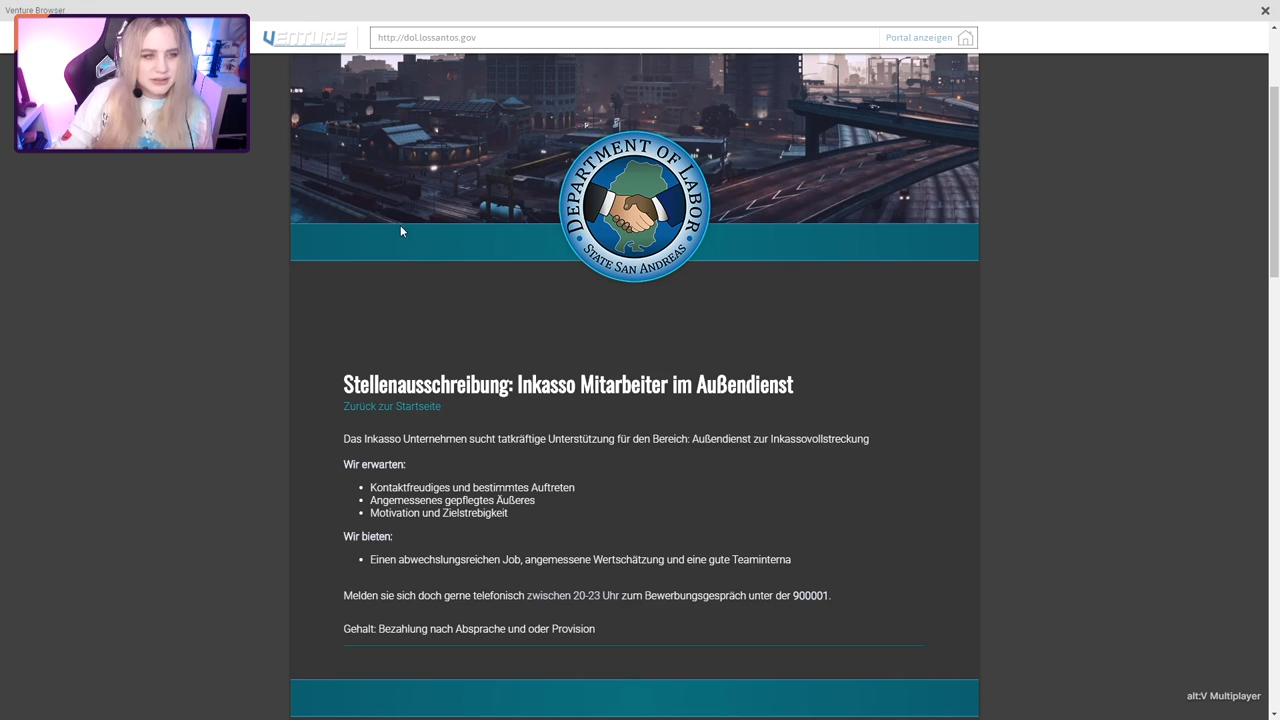 Venture Browser
VENTURE
http://dol.lossantos.gov
Portal anzeigen
DEPARTMENT OF LABOR
STATE SAN ANDREAS
Stellenausschreibung: Inkasso Mitarbeiter im Außendienst
Zurück zur Startseite
Das Inkasso Unternehmen sucht tatkräftige Unterstützung für den Bereich: Außendienst zur Inkassovollstreckung
Wir erwarten:
• Kontaktfreudiges und bestimmtes Auftreten
• Angemessenes gepflegtes Äußeres
• Motivation und Zielstrebigkeit
Wir bieten:
• Einen abwechslungsreichen Job, angemessene Wertschätzung und eine gute Teaminterna
Melden sie sich doch gerne telefonisch zwischen 20-23 Uhr zum Bewerbungsgespräch unter der 900001.
Gehalt: Bezahlung nach Absprache und oder Provision
alt:V Multiplayer